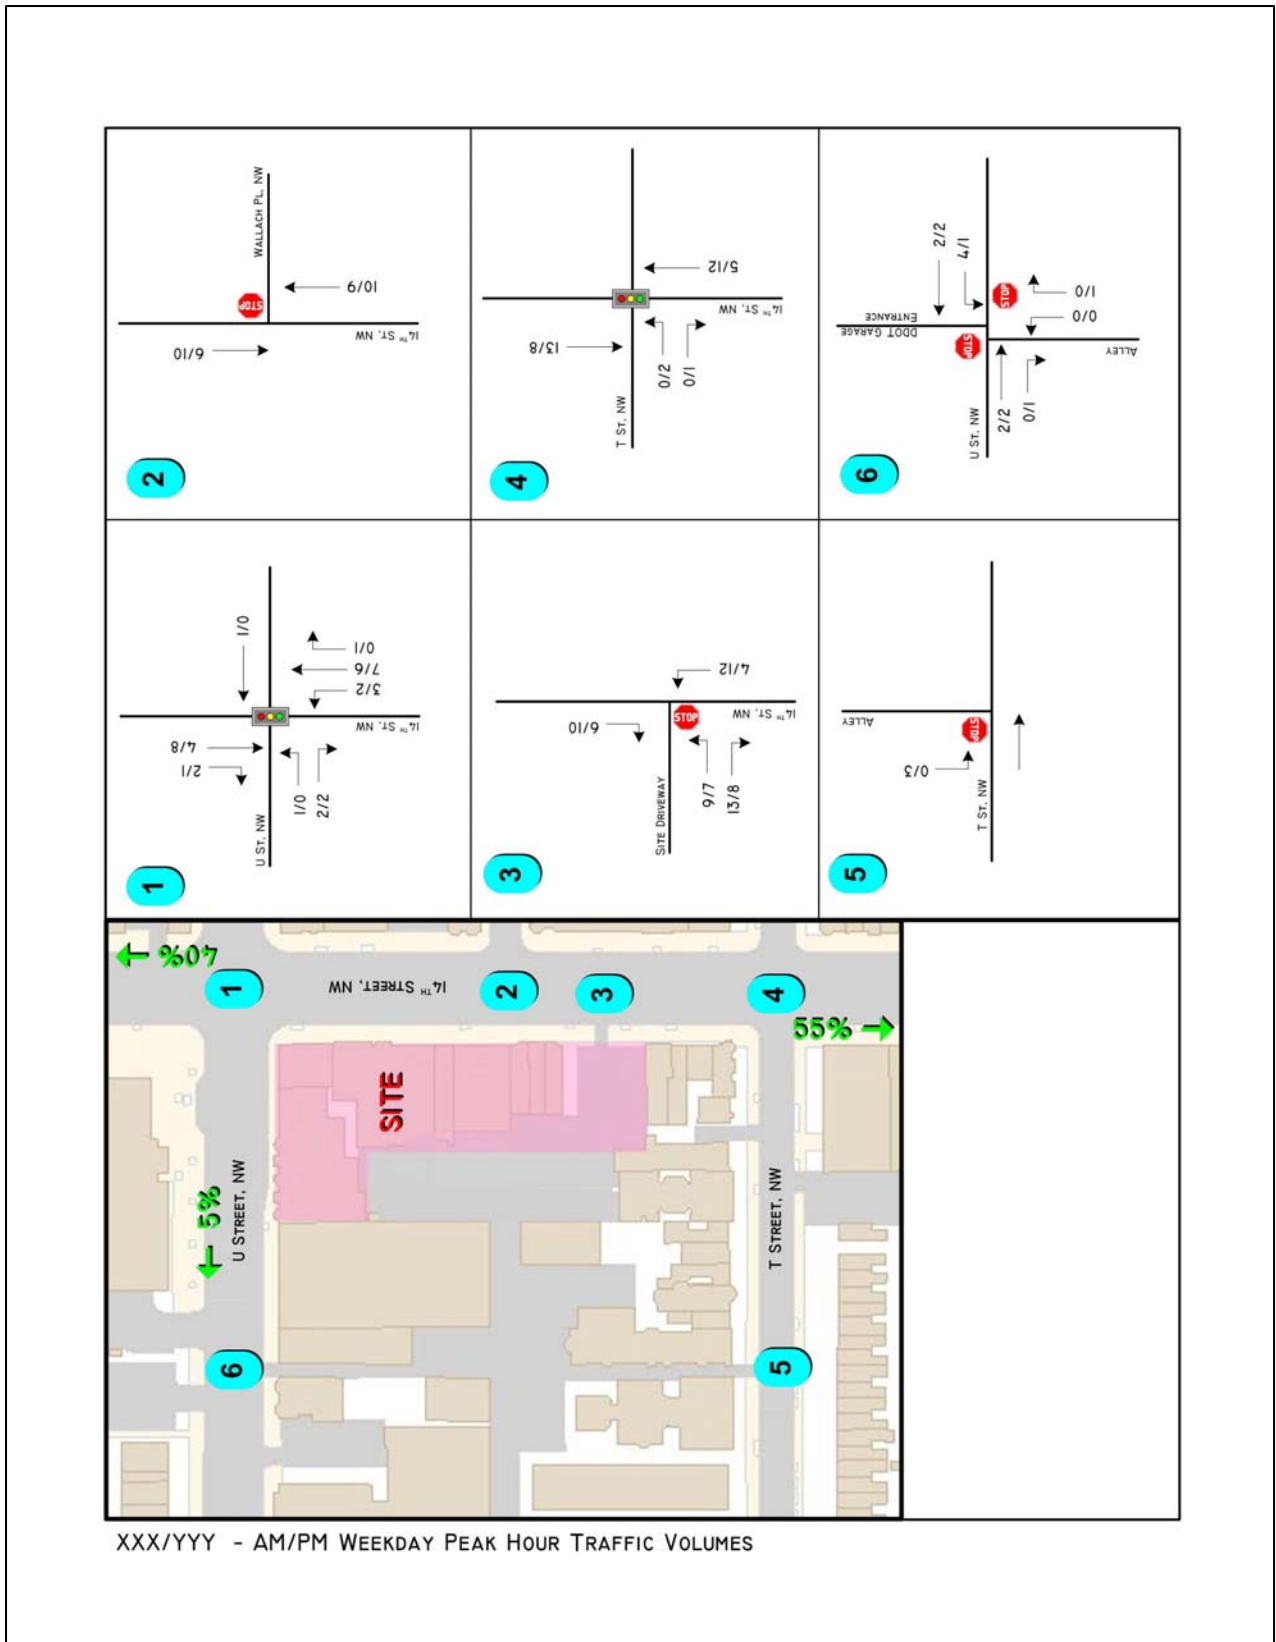 WALLACH PL, NW
STOP
10/9
14TH ST, NW
6/10
2
5/12
14TH ST, NW
13/8
0/2
0/1
T ST, NW
4
2/2
4/1
STOP
1/0
0/0
DDOT GARAGE
ENTRANCE
STOP
ALLEY
2/2
0/1
U ST, NW
6
1/0
0/1
7/6
3/2
14TH ST, NW
4/8
2/1
1/0
2/2
U ST, NW
1
4/12
14TH ST, NW
6/10
STOP
9/7
13/8
SITE DRIVEWAY
3
ALLEY
STOP
0/3
T ST, NW
5
40%
1
14TH STREET, NW
2
3
4
55%
SITE
5%
U STREET, NW
T STREET, NW
6
5
XXX/YYY - AM/PM WEEKDAY PEAK HOUR TRAFFIC VOLUMES